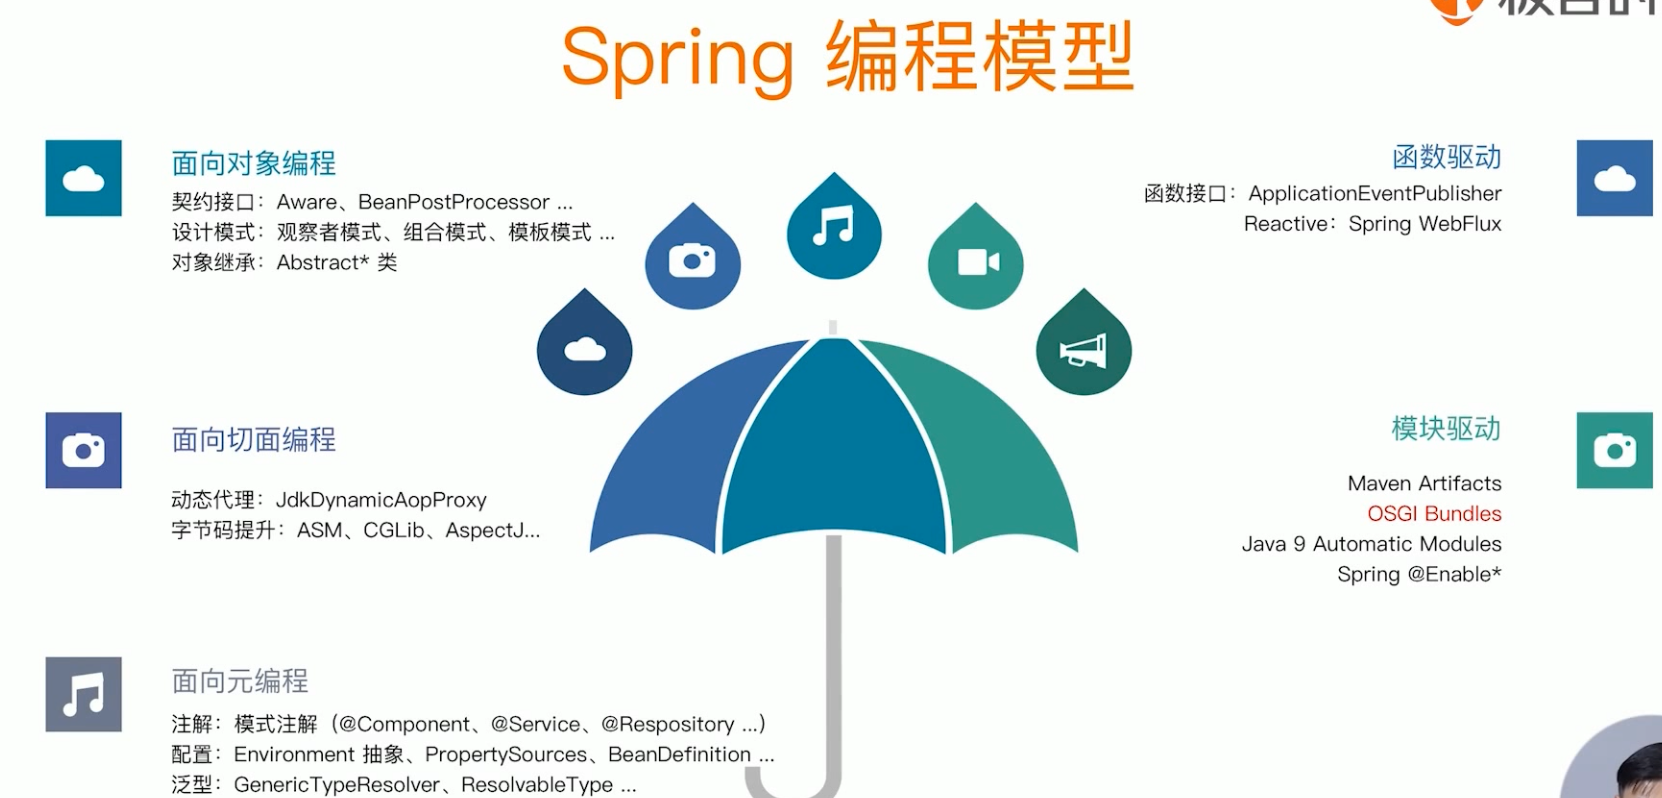 Spring 编程模型
面向对象编程
契约接口：Aware、BeanPostProcessor ...
设计模式：观察者模式、组合模式、模板模式 ...
对象继承：Abstract* 类
面向切面编程
动态代理：JdkDynamicAopProxy
字节码提升：ASM、CGLib、AspectJ...
面向元编程
注解：模式注解（@Component、@Service、@Respository ...）
配置：Environment 抽象、PropertySources、BeanDefinition ...
泛型：GenericTypeResolver、ResolvableType ...
函数驱动
函数接口：ApplicationEventPublisher
Reactive：Spring WebFlux
模块驱动
Maven Artifacts
OSGI Bundles
Java 9 Automatic Modules
Spring @Enable*